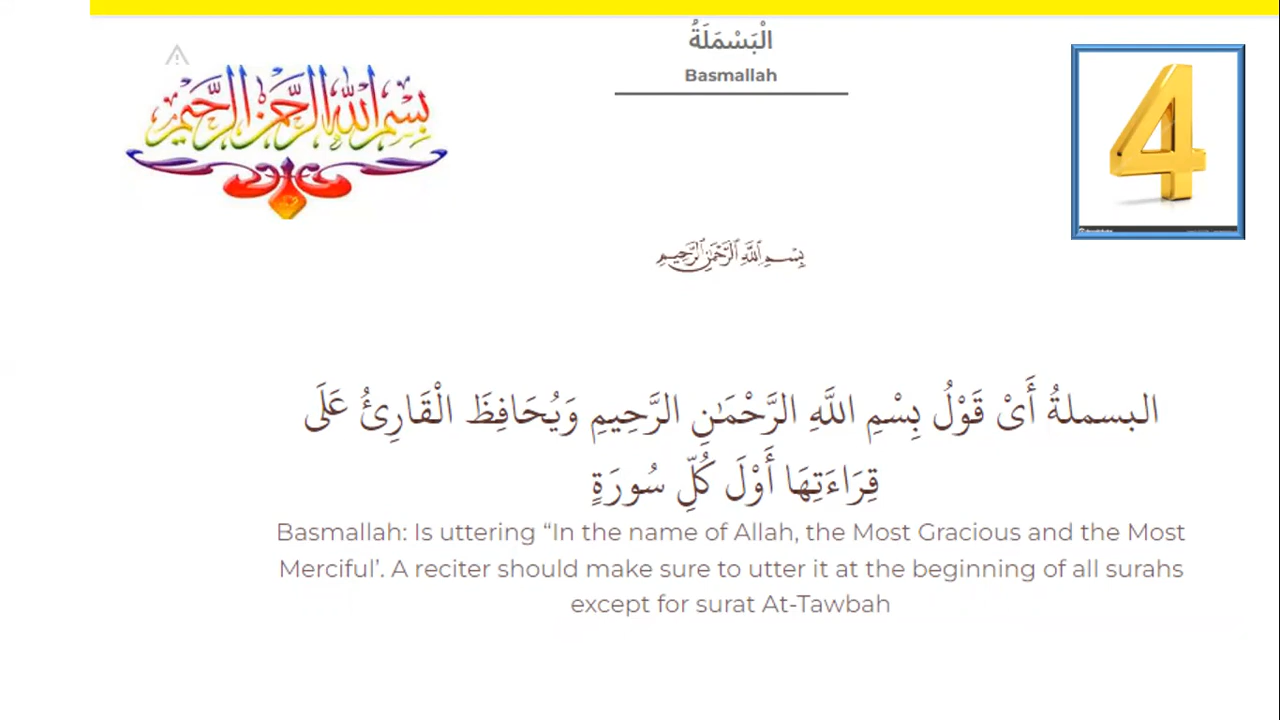 الْبَسْمَلَةُ
Basmallah
بِسْمِ اللَّهِ الرَّحْمَٰنِ الرَّحِيمِ
4
بِسْمِ اللَّهِ الرَّحْمَٰنِ الرَّحِيمِ
البسملةُ أَىْ قَوْلُ بِسْمِ اللَّهِ الرَّحْمَـٰنِ الرَّحِيمِ وَيُحَافِظَ الْقَارِئُ عَلَى
قِرَاءَتِهَا أَوْلَ كُلِّ سُورَةٍ
Basmallah: Is uttering “In the name of Allah, the Most Gracious and the Most
Merciful’. A reciter should make sure to utter it at the beginning of all surahs
except for surat At-Tawbah